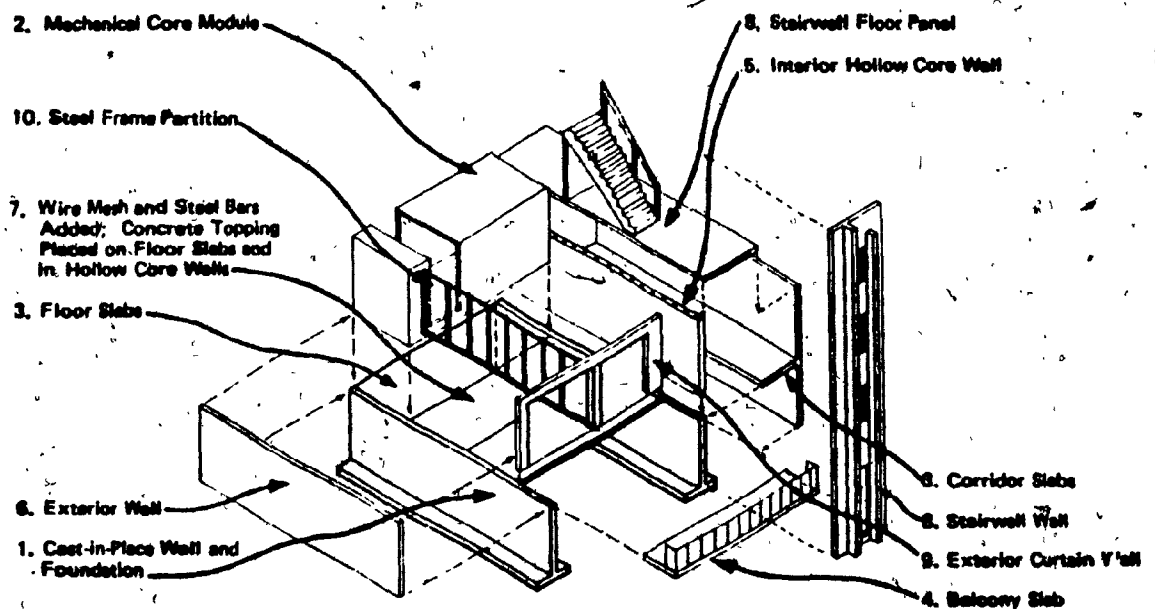 2. Mechanical Core Module
10. Steel Frame Partition
7. Wire Mesh and Steel Bars
Added; Concrete Topping
Placed on Floor Slabs and
in Hollow Core Walls
3. Floor Slabs
6. Exterior Wall
1. Cast-in-Place Wall and
Foundation
8. Stairwell Floor Panel
5. Interior Hollow Core Wall
Corridor Slabs
Stairwell Wall
9. Exterior Curtain Wall
4. Balcony Slab